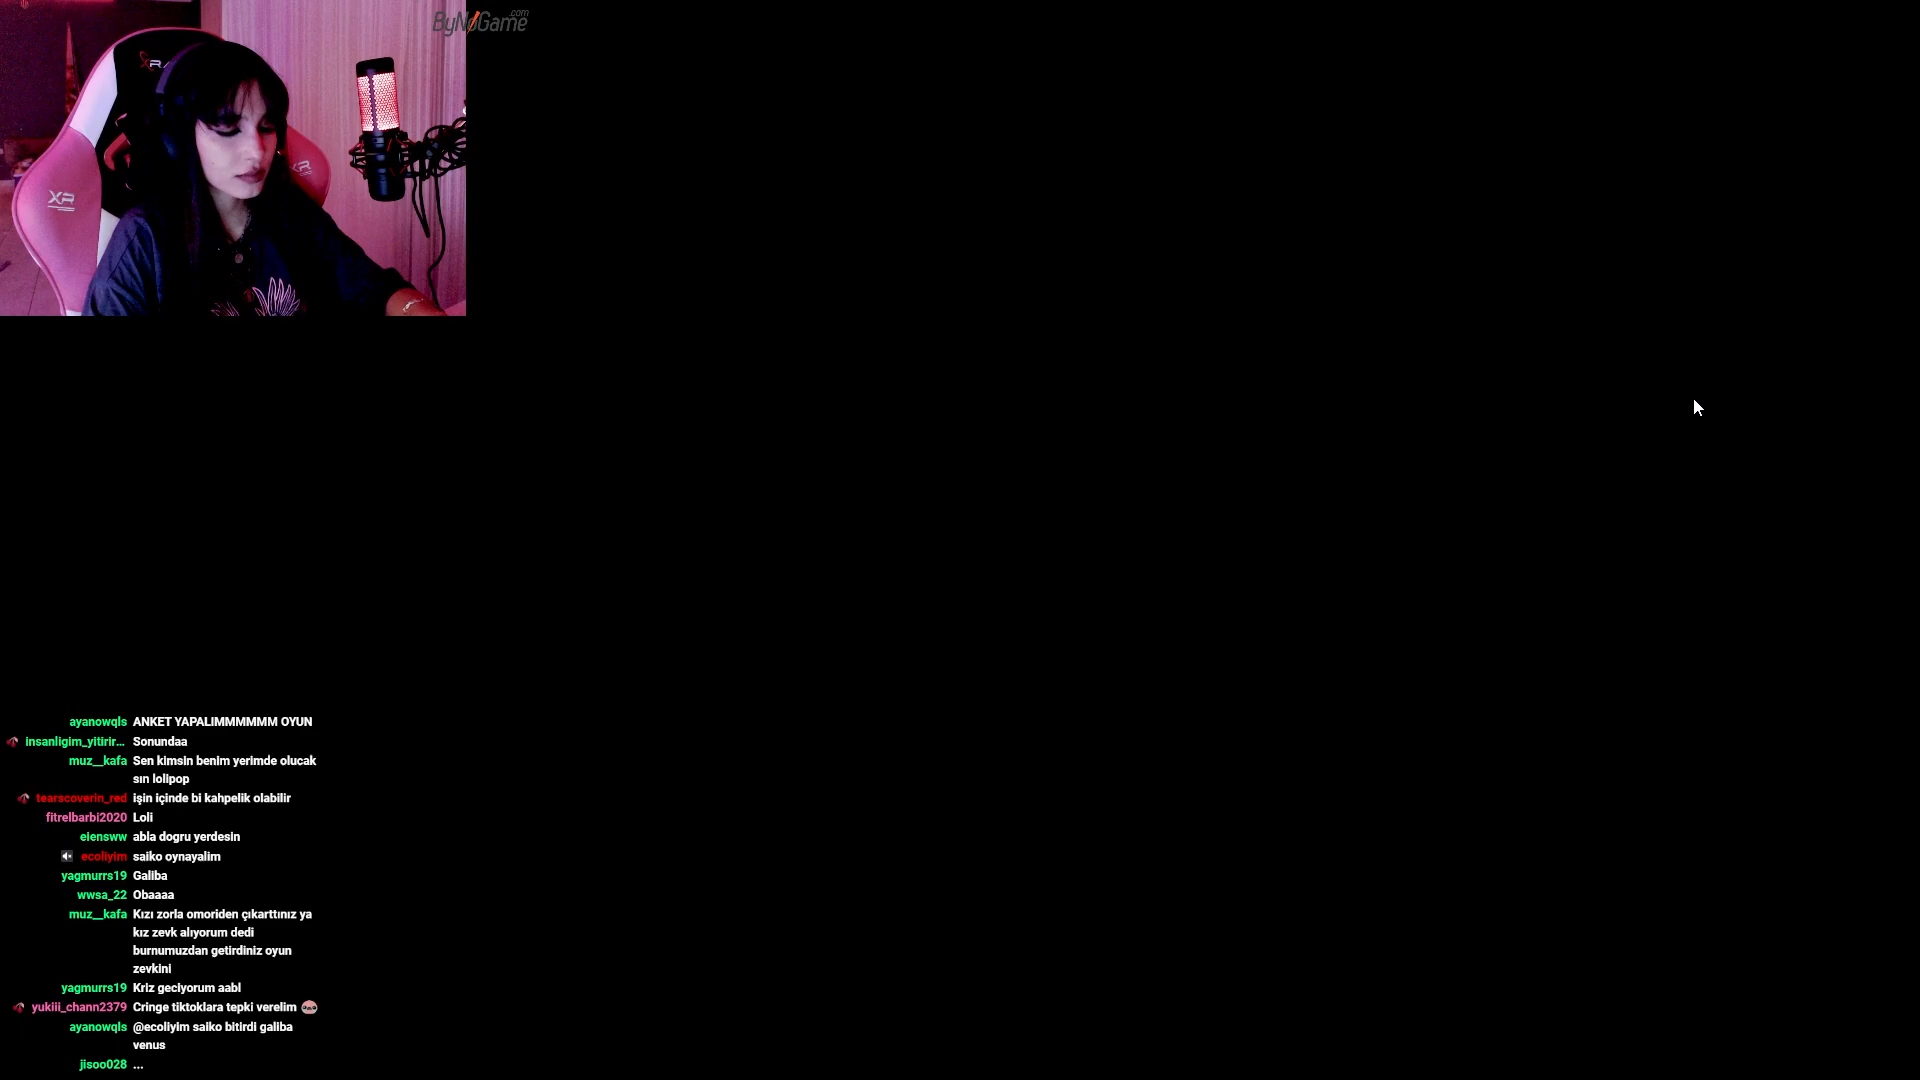 ByNoGame.com
XR
XR
XR
ayanowqls ANKET YAPALIMMMMMM OYUN
insanligim_yitirir... Sonundaa
muz__kafa Sen kimsin benim yerimde olucak
sın lolipop
tearscoverin_red işin içinde bi kahpelik olabilir
fitrelbarbi2020 Loli
elensww abla dogru yerdesin
ecoliyim saiko oynayalim
yagmurrs19 Galiba
wwsa_22 Obaaaa
muz__kafa Kızı zorla omoriden çıkarttınız ya
kız zevk alıyorum dedi
burnumuzdan getirdiniz oyun
zevkini
yagmurrs19 Kriz geciyorum aabl
yukiii_chann2379 Cringe tiktoklara tepki verelim
ayanowqls @ecoliyim saiko bitirdi galiba
venus
jisoo028 ...